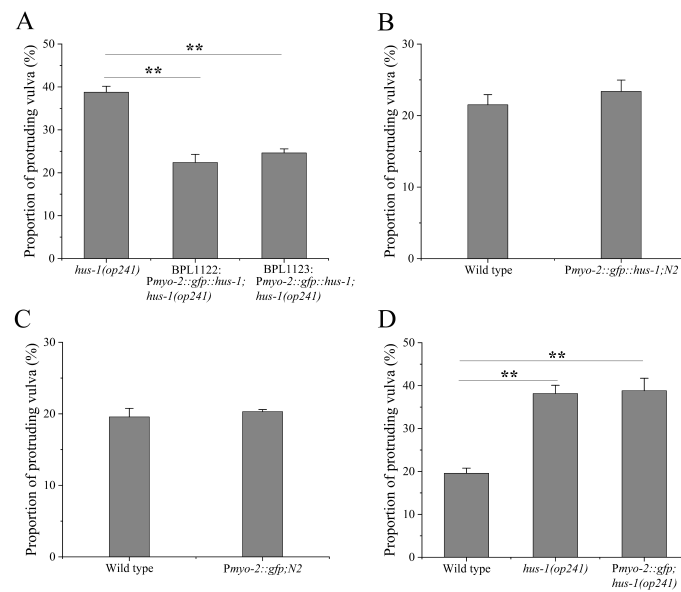 A
Proportion of protruding vulva (%)
50
40
30
20
10
0
**
**
hus-1(op241)
BPL1122:
Pmyo-2::gfp::hus-1;
hus-1(op241)
BPL1123:
Pmyo-2::gfp::hus-1;
hus-1(op241)
B
Proportion of protruding vulva (%)
30
20
10
0
Wild type
Pmyo-2::gfp::hus-1;N2
C
Proportion of protruding vulva (%)
30
20
10
0
Wild type
Pmyo-2::gfp;N2
D
Proportion of protruding vulva (%)
50
40
30
20
10
0
**
**
Wild type
hus-1(op241)
Pmyo-2::gfp;
hus-1(op241)